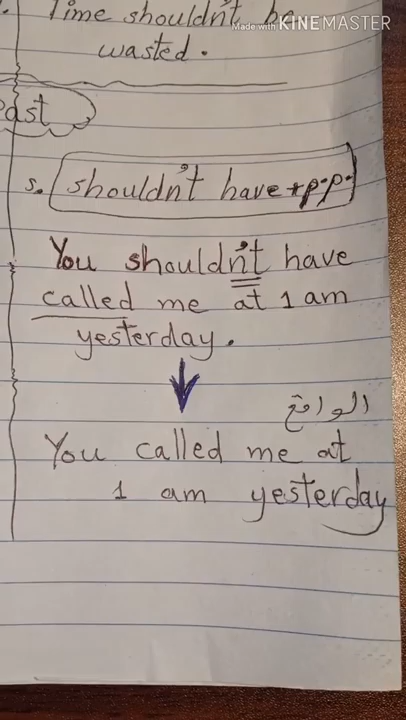 Time shouldn't be
Made with KINEMASTER
wasted.
past
s. shouldn't have + p.p.
You shouldn't have
called me at 1 am
yesterday.
الواقع
You called me at
1 am yesterday